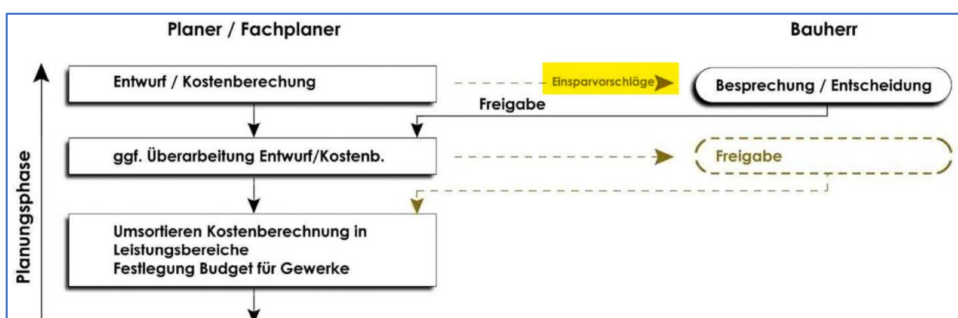 Planer / Fachplaner
Bauherr
Entwurf / Kostenberechung
Einsparvorschläge
Besprechung / Entscheidung
Freigabe
ggf. Überarbeitung Entwurf/Kostenb.
Freigabe
Umsortieren Kostenberechnung in
Leistungsbereiche
Festlegung Budget für Gewerke
Planungsphase